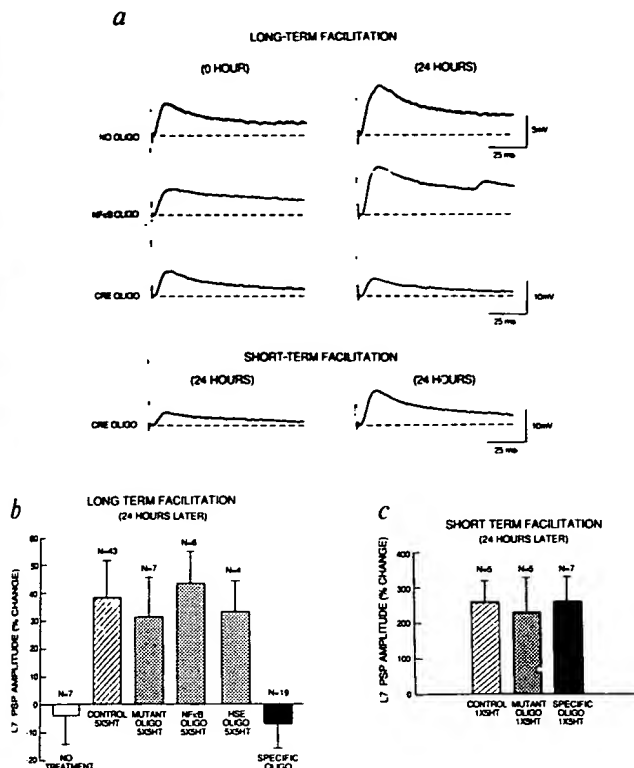 a
LONG-TERM FACILITATION
(0 HOUR) (24 HOURS)
NO OLIGO
5mV
25 ms
NFκB OLIGO
CRE OLIGO
10mV
25 ms
SHORT-TERM FACILITATION
(24 HOURS) (24 HOURS)
CRE OLIGO
10mV
25 ms
b
LONG TERM FACILITATION
(24 HOURS LATER)
L7 PSP AMPLITUDE (% CHANGE)
60
50
40
30
20
10
0
-10
-20
N=7
N=43
N=7
N=6
N=4
N=19
NO TREATMENT
CONTROL 5X5HT
MUTANT OLIGO 5X5HT
NFκB OLIGO 5X5HT
HSE OLIGO 5X5HT
SPECIFIC OLIGO
c
SHORT TERM FACILITATION
(24 HOURS LATER)
L7 PSP AMPLITUDE (% CHANGE)
400
300
200
100
0
N=5
N=5
N=7
CONTROL 1X5HT
MUTANT OLIGO 1X5HT
SPECIFIC OLIGO 1X5HT